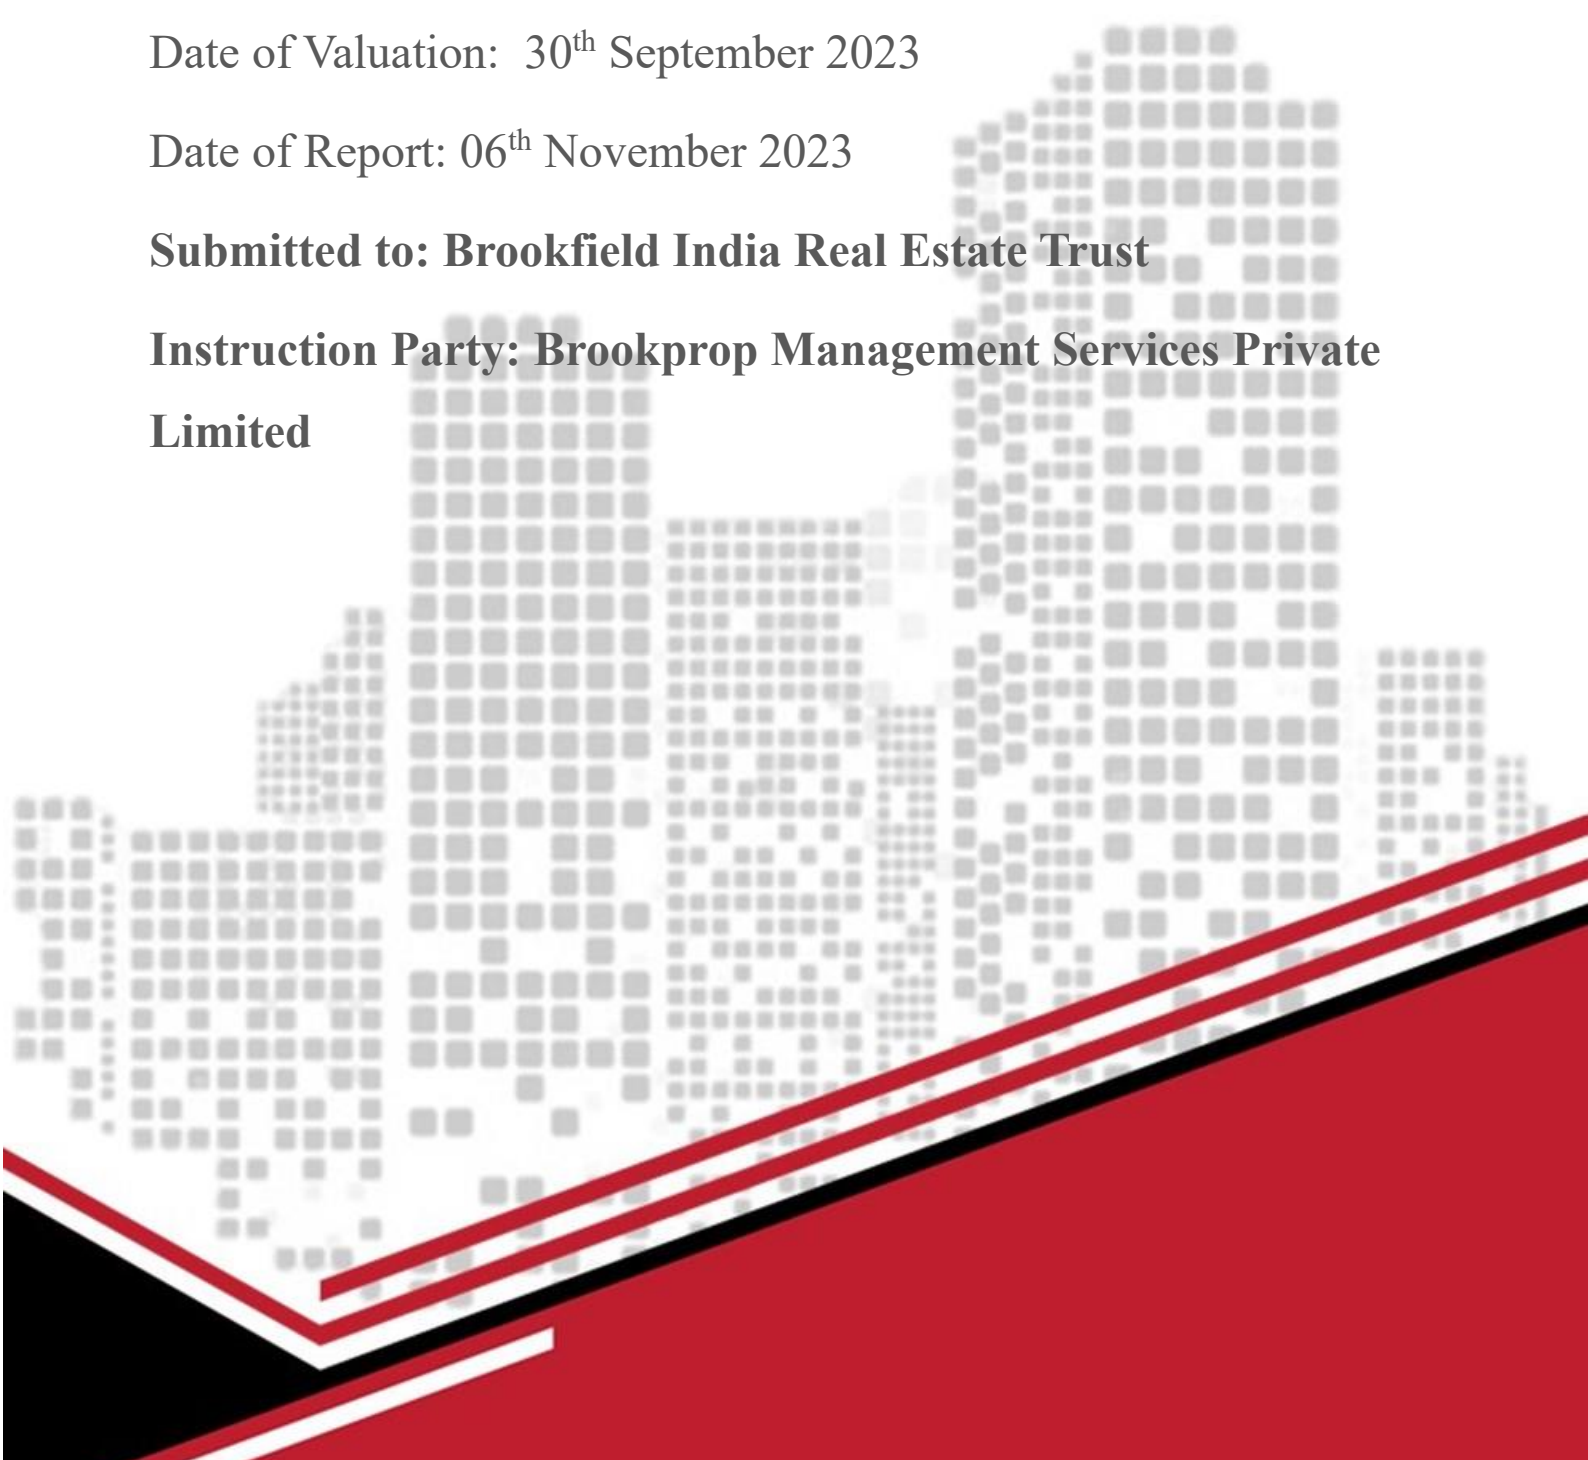 Date of Valuation: 30th September 2023
Date of Report: 06th November 2023
Submitted to: Brookfield India Real Estate Trust
Instruction Party: Brookprop Management Services Private
Limited